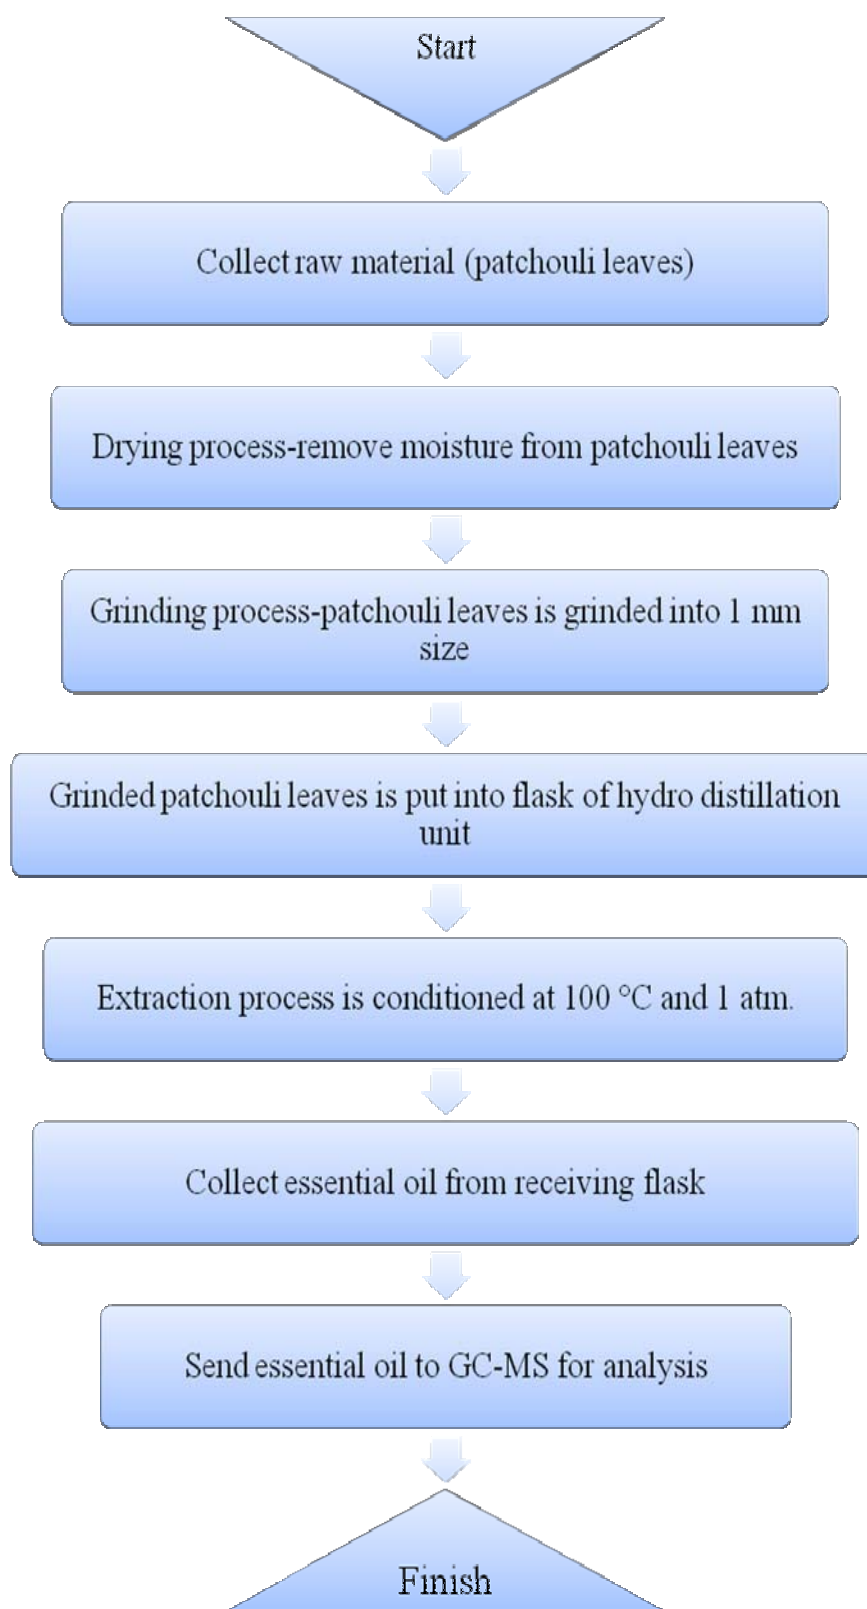 Start
Collect raw material (patchouli leaves)
Drying process-remove moisture from patchouli leaves
Grinding process-patchouli leaves is grinded into 1 mm
size
Grinded patchouli leaves is put into flask of hydro distillation
unit
Extraction process is conditioned at 100 °C and 1 atm.
Collect essential oil from receiving flask
Send essential oil to GC-MS for analysis
Finish